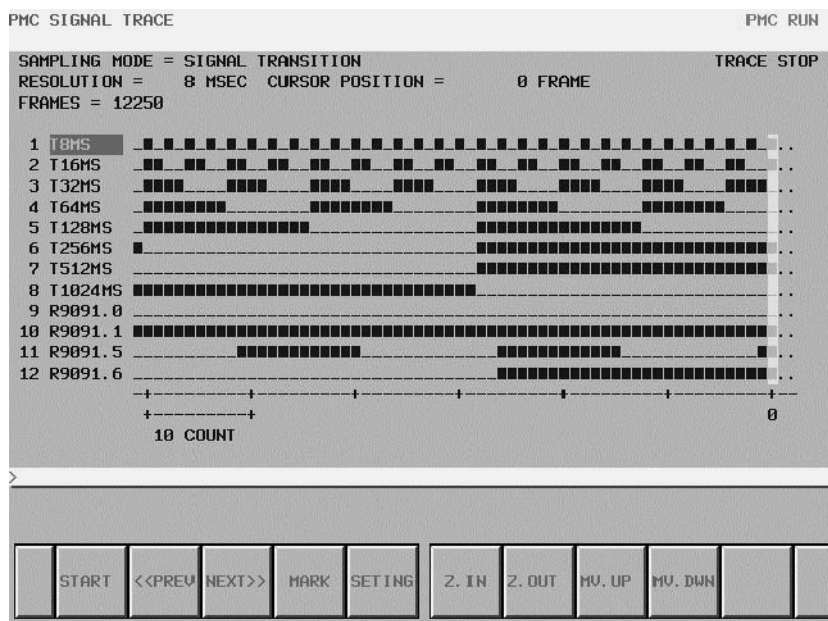 PMC SIGNAL TRACE PMC RUN
SAMPLING MODE = SIGNAL TRANSITION TRACE STOP
RESOLUTION = 8 MSEC CURSOR POSITION = 0 FRAME
FRAMES = 12250
1 T8MS
2 T16MS
3 T32MS
4 T64MS
5 T128MS
6 T256MS
7 T512MS
8 T1024MS
9 R9091.0
10 R9091.1
11 R9091.5
12 R9091.6
0
10 COUNT
>
START <<PREV NEXT>> MARK SETING Z.IN Z.OUT MV.UP MV.DWN